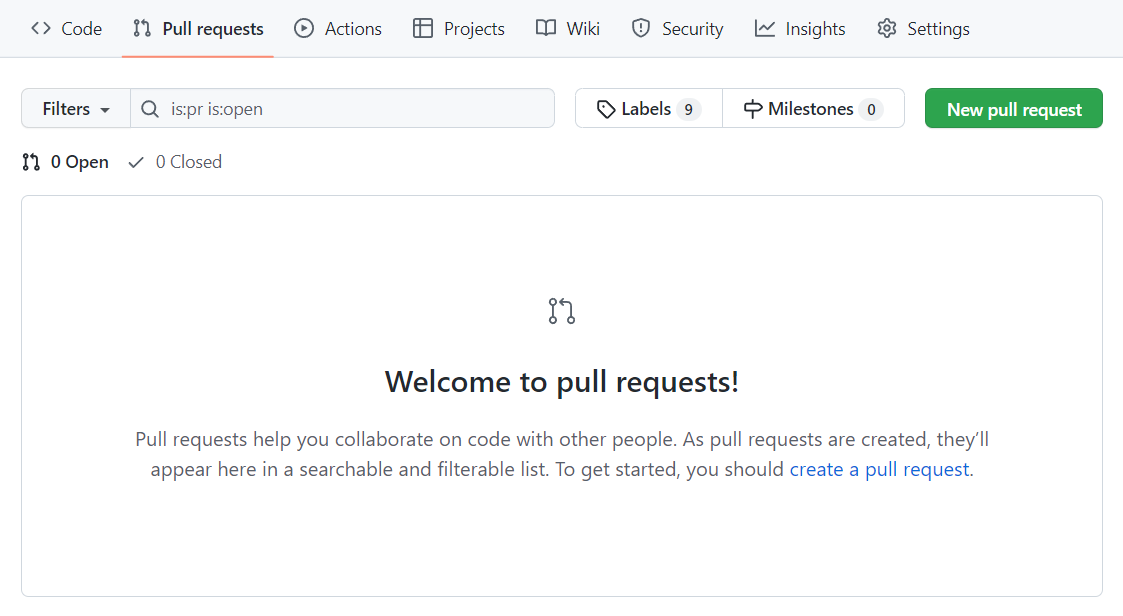 Code Pull requests Actions Projects Wiki Insights Security Settings
Filters is:pr is:open Labels 9 Milestones 0 New pull request
0 Open 0 Closed
Welcome to pull requests!
Pull requests help you collaborate on code with other people. As pull requests are created, they’ll
appear here in a searchable and filterable list. To get started, you should create a pull request.